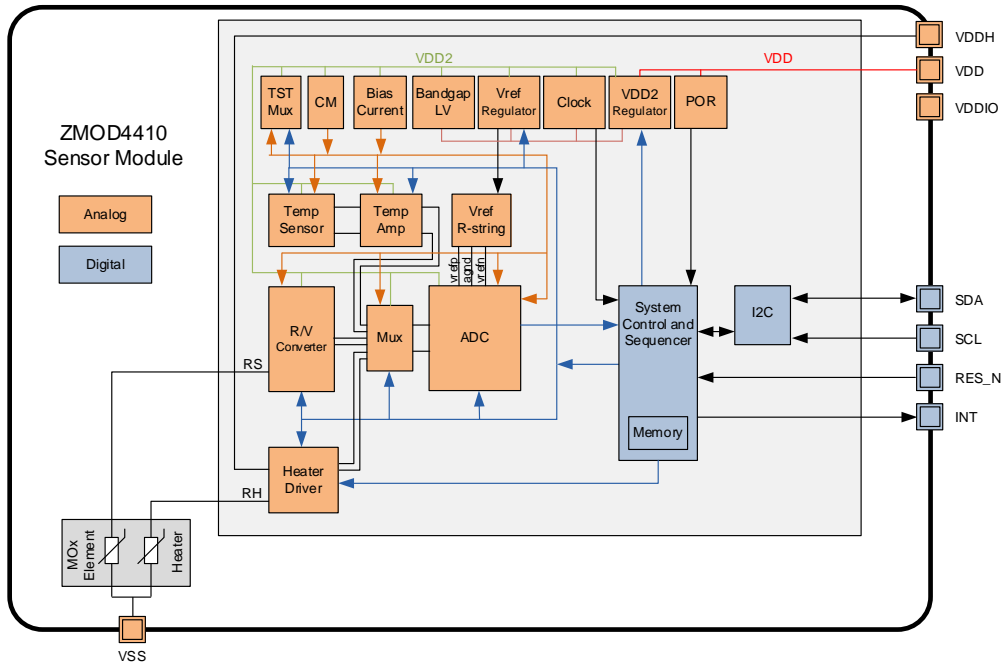 VDDH
VDD2
VDD
VDD
TST
Mux
CM
Bias
Current
Bandgap
LV
Vref
Regulator
Clock
VDD2
Regulator
POR
VDDIO
ZMOD4410
Sensor Module
Analog
Digital
Temp
Sensor
Temp
Amp
Vref
R-string
vrefp
agnd
vrefn
R/V
Converter
Mux
ADC
System
Control and
Sequencer
Memory
I2C
SDA
SCL
RES_N
INT
RS
Heater
Driver
RH
MOx
Element
Heater
VSS